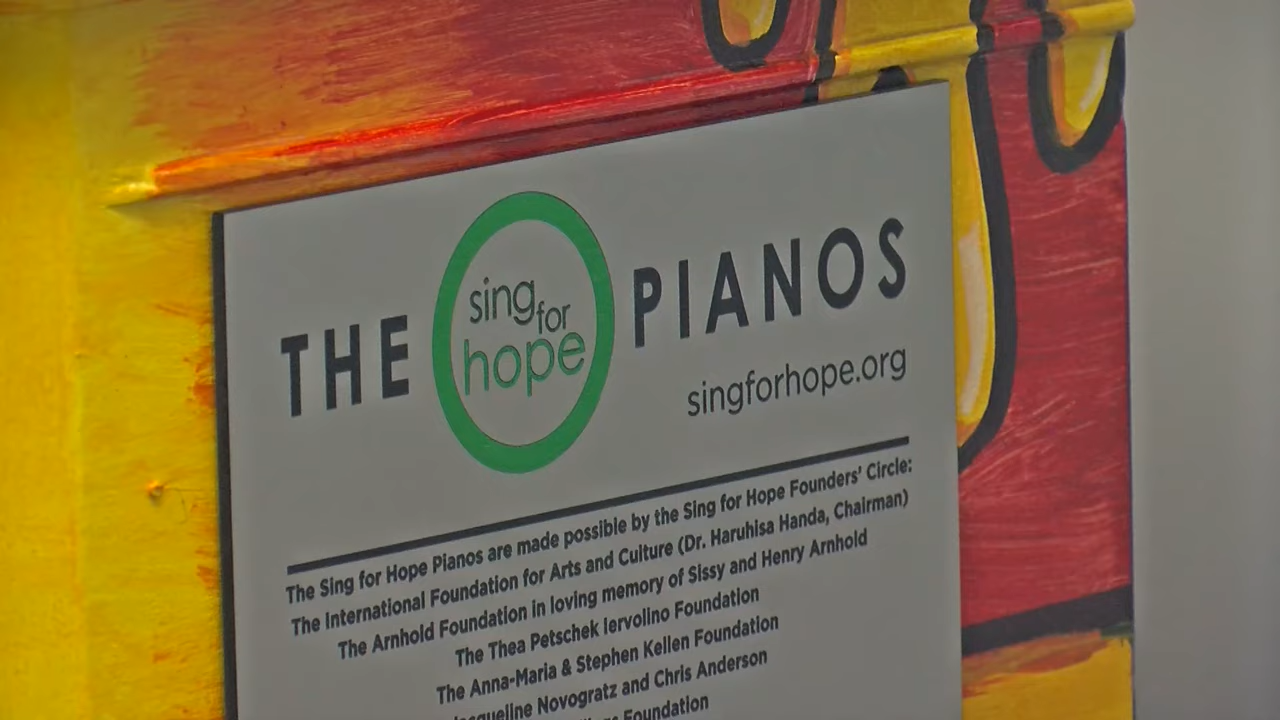 THE sing for hope PIANOS
singforhope.org
The Sing for Hope Pianos are made possible by the Sing for Hope Founders' Circle:
The International Foundation for Arts and Culture (Dr. Haruhisa Handa, Chairman)
The Arnhold Foundation in loving memory of Sissy and Henry Arnhold
The Thea Petschek Iervolino Foundation
The Anna-Maria & Stephen Kellen Foundation
Jacqueline Novogratz and Chris Anderson
Foundation